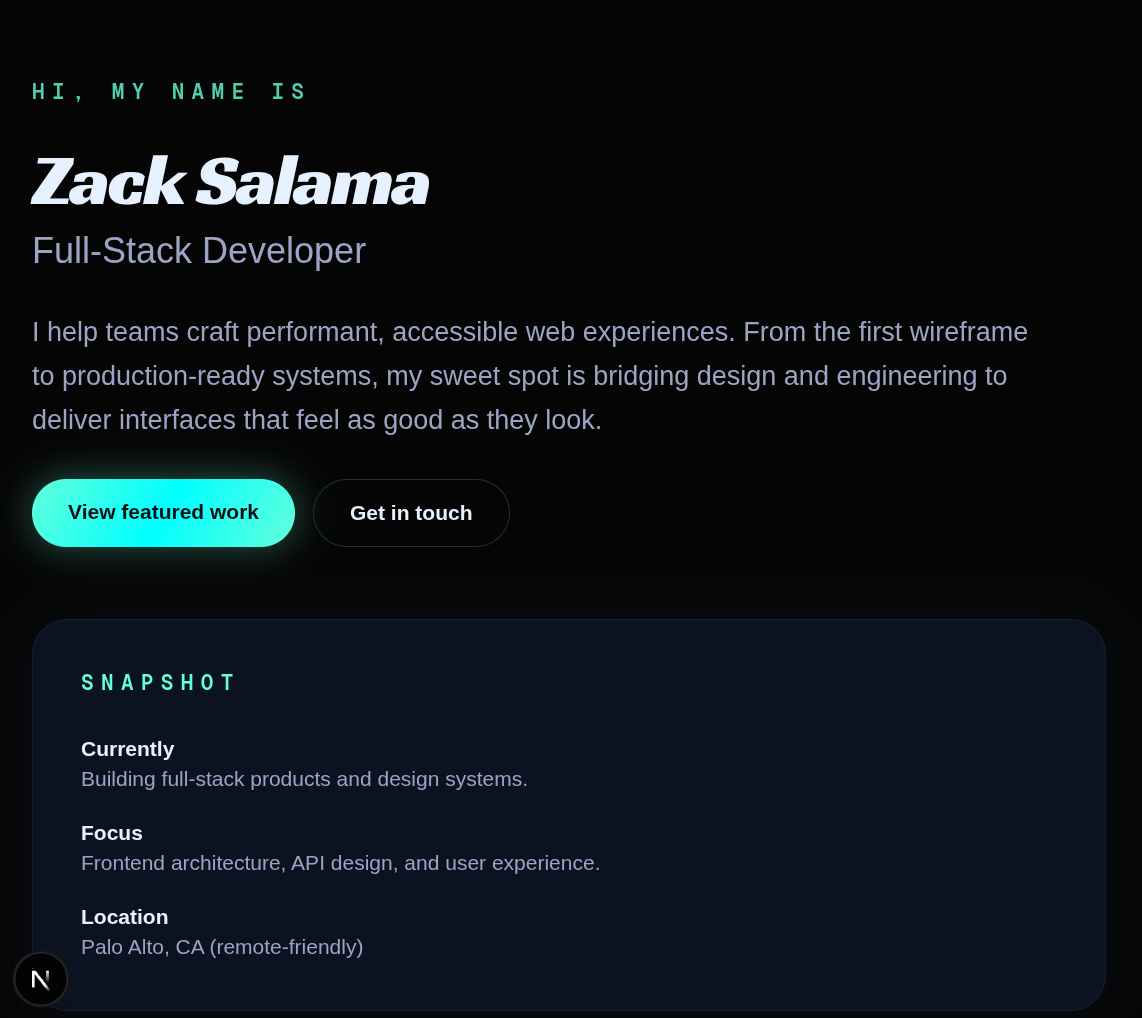 HI, MY NAME IS
Zack Salama
Full-Stack Developer
I help teams craft performant, accessible web experiences. From the first wireframe
to production-ready systems, my sweet spot is bridging design and engineering to
deliver interfaces that feel as good as they look.
View featured work
Get in touch
SNAPSHOT
Currently
Building full-stack products and design systems.
Focus
Frontend architecture, API design, and user experience.
Location
Palo Alto, CA (remote-friendly)
N